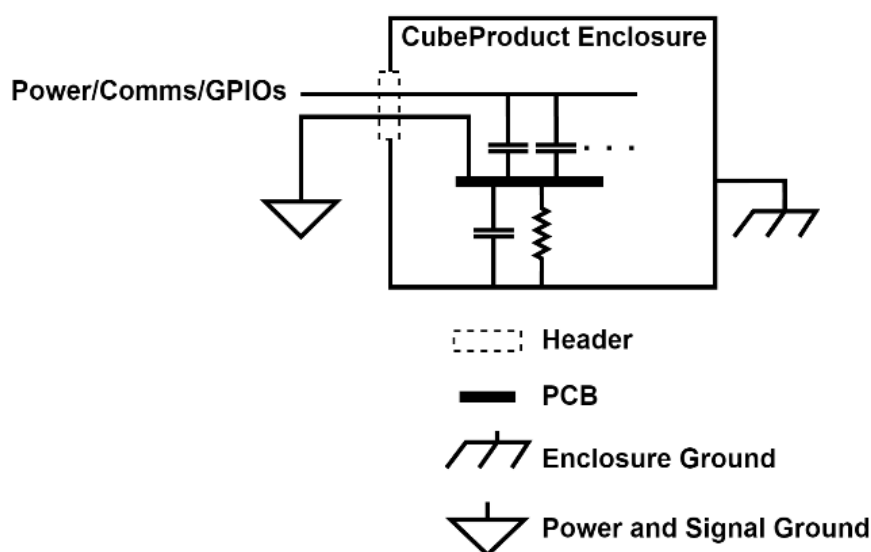 CubeProduct Enclosure
Power/Comms/GPIOs
Header
PCB
Enclosure Ground
Power and Signal Ground